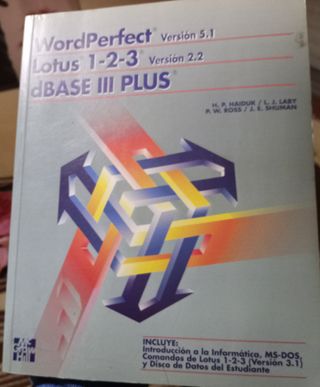 WordPerfect® Versión 5.1
Lotus 1-2-3® Versión 2.2
dBASE III PLUS®
H. P. HAIDUK / L. J. LABY
P. W. ROSS / J. E. SHUMAN
INCLUYE:
Introducción a la Informática, MS-DOS,
Comandos de Lotus 1-2-3 (Versión 3.1)
y Disco de Datos del Estudiante